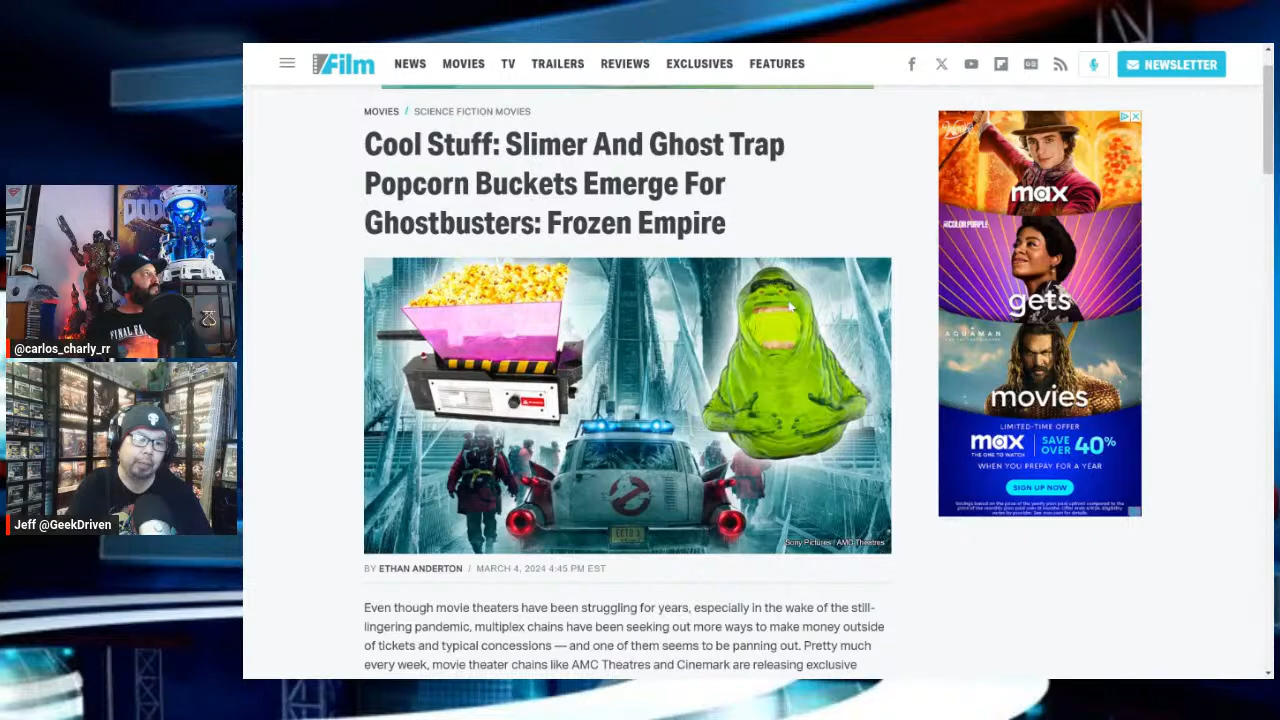 /Film
NEWS
MOVIES
TV
TRAILERS
REVIEWS
EXCLUSIVES
FEATURES
NEWSLETTER
MOVIES / SCIENCE FICTION MOVIES
Cool Stuff: Slimer And Ghost Trap
Popcorn Buckets Emerge For
Ghostbusters: Frozen Empire
Sony Pictures / AMC Theatres
BY ETHAN ANDERTON / MARCH 4, 2024 4:45 PM EST
Even though movie theaters have been struggling for years, especially in the wake of the still-
lingering pandemic, multiplex chains have been seeking out more ways to make money outside
of tickets and typical concessions — and one of them seems to be panning out. Pretty much
every week, movie theater chains like AMC Theatres and Cinemark are releasing exclusive
max
gets
AQUAMAN
movies
LIMITED-TIME OFFER
max
THE ONE TO WATCH
SAVE
OVER 40%
WHEN YOU PREPAY FOR A YEAR
SIGN UP NOW
@carlos_charly_rr
Jeff @GeekDriven